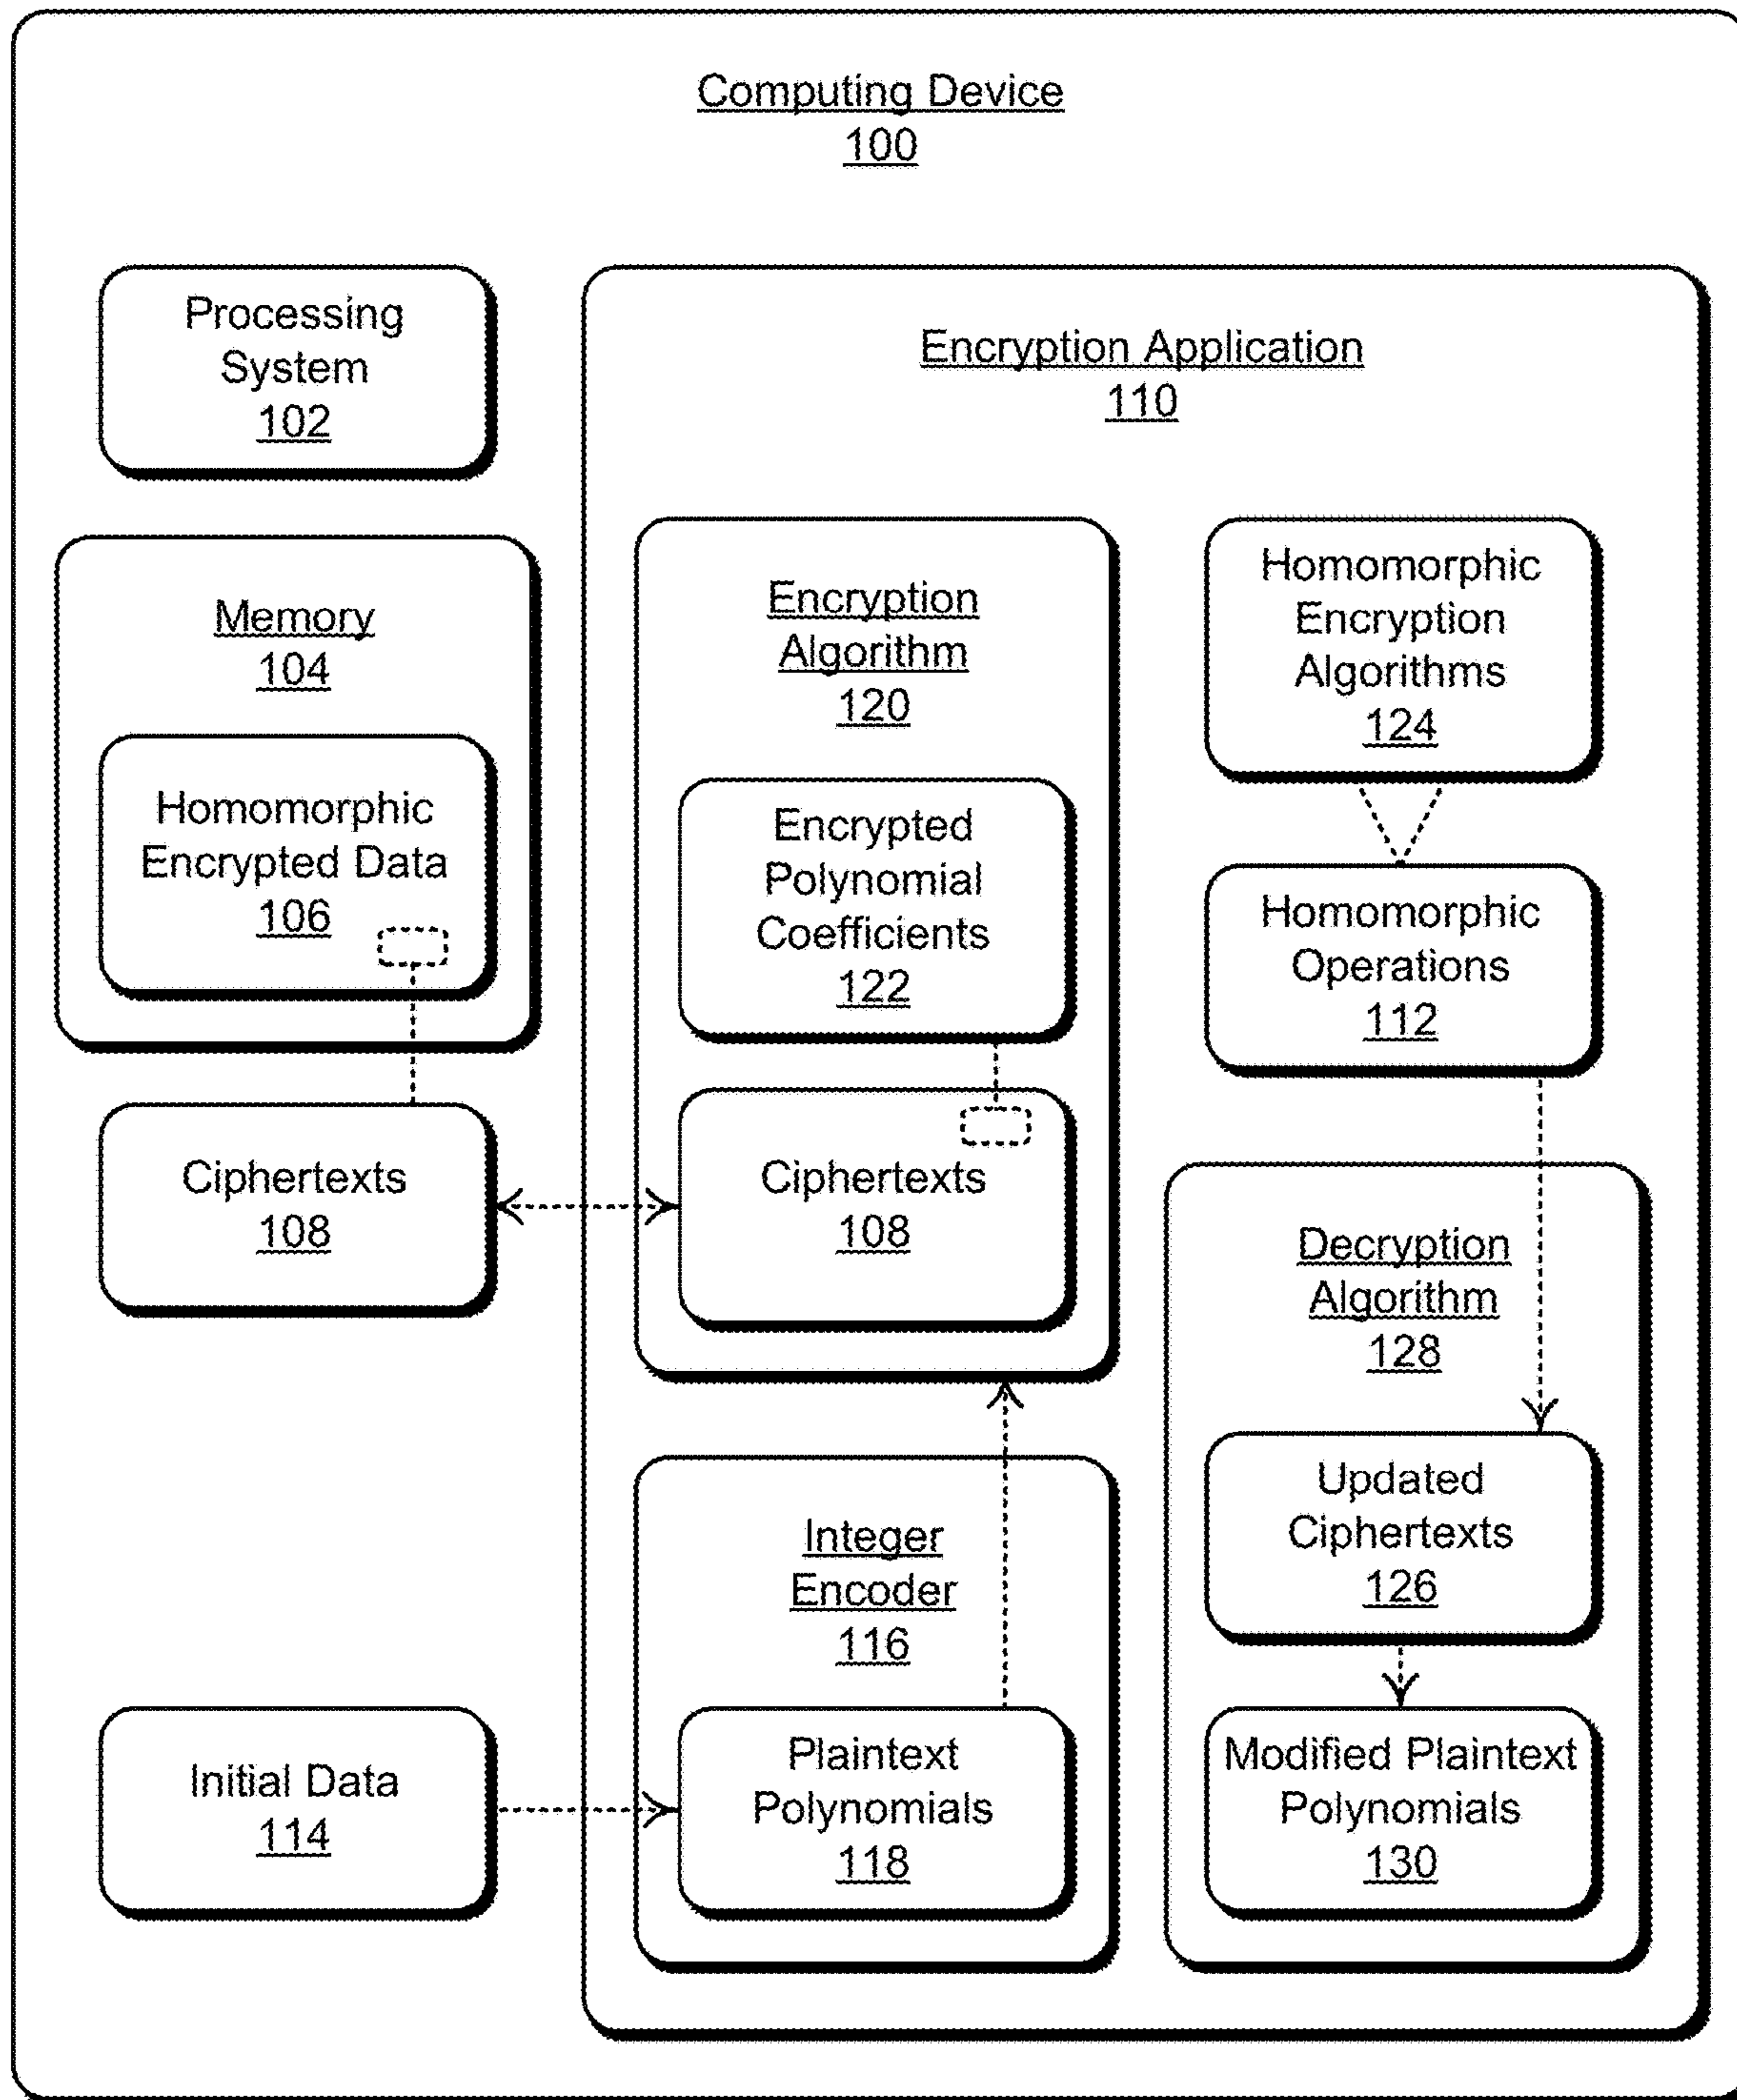 Computing Device
100
Processing
System
102
Memory
104
Homomorphic
Encrypted Data
106
Ciphertexts
108
Initial Data
114
Encryption Application
110
Encryption
Algorithm
120
Encrypted
Polynomial
Coefficients
122
Ciphertexts
108
Integer
Encoder
116
Plaintext
Polynomials
118
Homomorphic
Encryption
Algorithms
124
Homomorphic
Operations
112
Decryption
Algorithm
128
Updated
Ciphertexts
126
Modified Plaintext
Polynomials
130